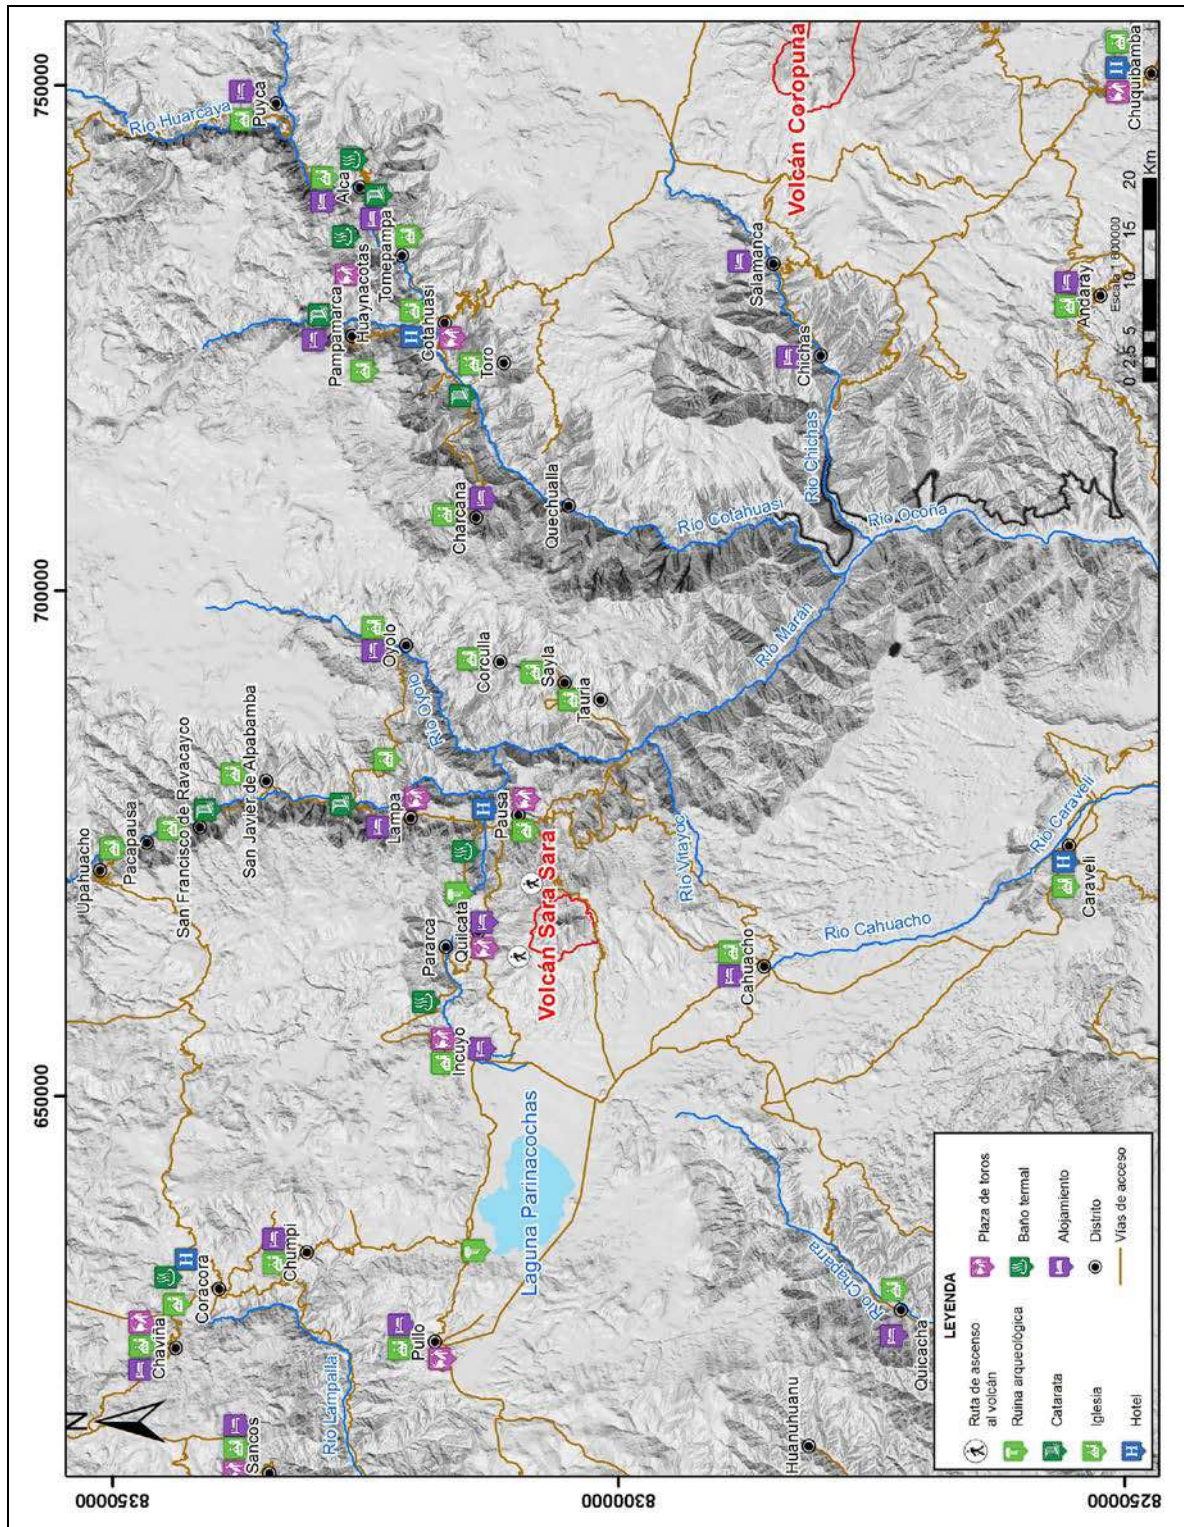 650000
700000
750000
8350000
8300000
8250000
N
Upahuacho
Pacapausa
San Francisco de Ravacayco
San Javier de Alpabamba
Río Huarcaya
Puyca
Chaviña
Coracora
Sancos
Chumpi
Río Lampalla
Alca
Pampamarca
Huaynacotas
Tomepampa
Oyolo
Río Oyolo
Lampa
Pullo
Incuyo
Pararca
Quilcata
Pausa
Cotahuasi
Toro
Charcana
Corculla
Sayla
Tauria
Quechualla
Laguna Parinacochas
Volcán Sara Sara
Río Vitayoc
Río Cotahuasi
Río Marán
Salamanca
Volcán Coropuna
Chichas
Río Chichas
Río Ocoña
Cahuacho
Río Cahuacho
Huanuhuanu
Río Chaparra
Quicacha
Río Caraveli
Caraveli
Andaray
Chuquibamba
Escala 1:800000
0 2.5 5 10 15 20
Km
LEYENDA
Ruta de ascenso
al volcán
Ruina arqueológica
Catarata
Iglesia
H Hotel
Plaza de toros
Baño termal
Alojamiento
Distrito
Vías de acceso